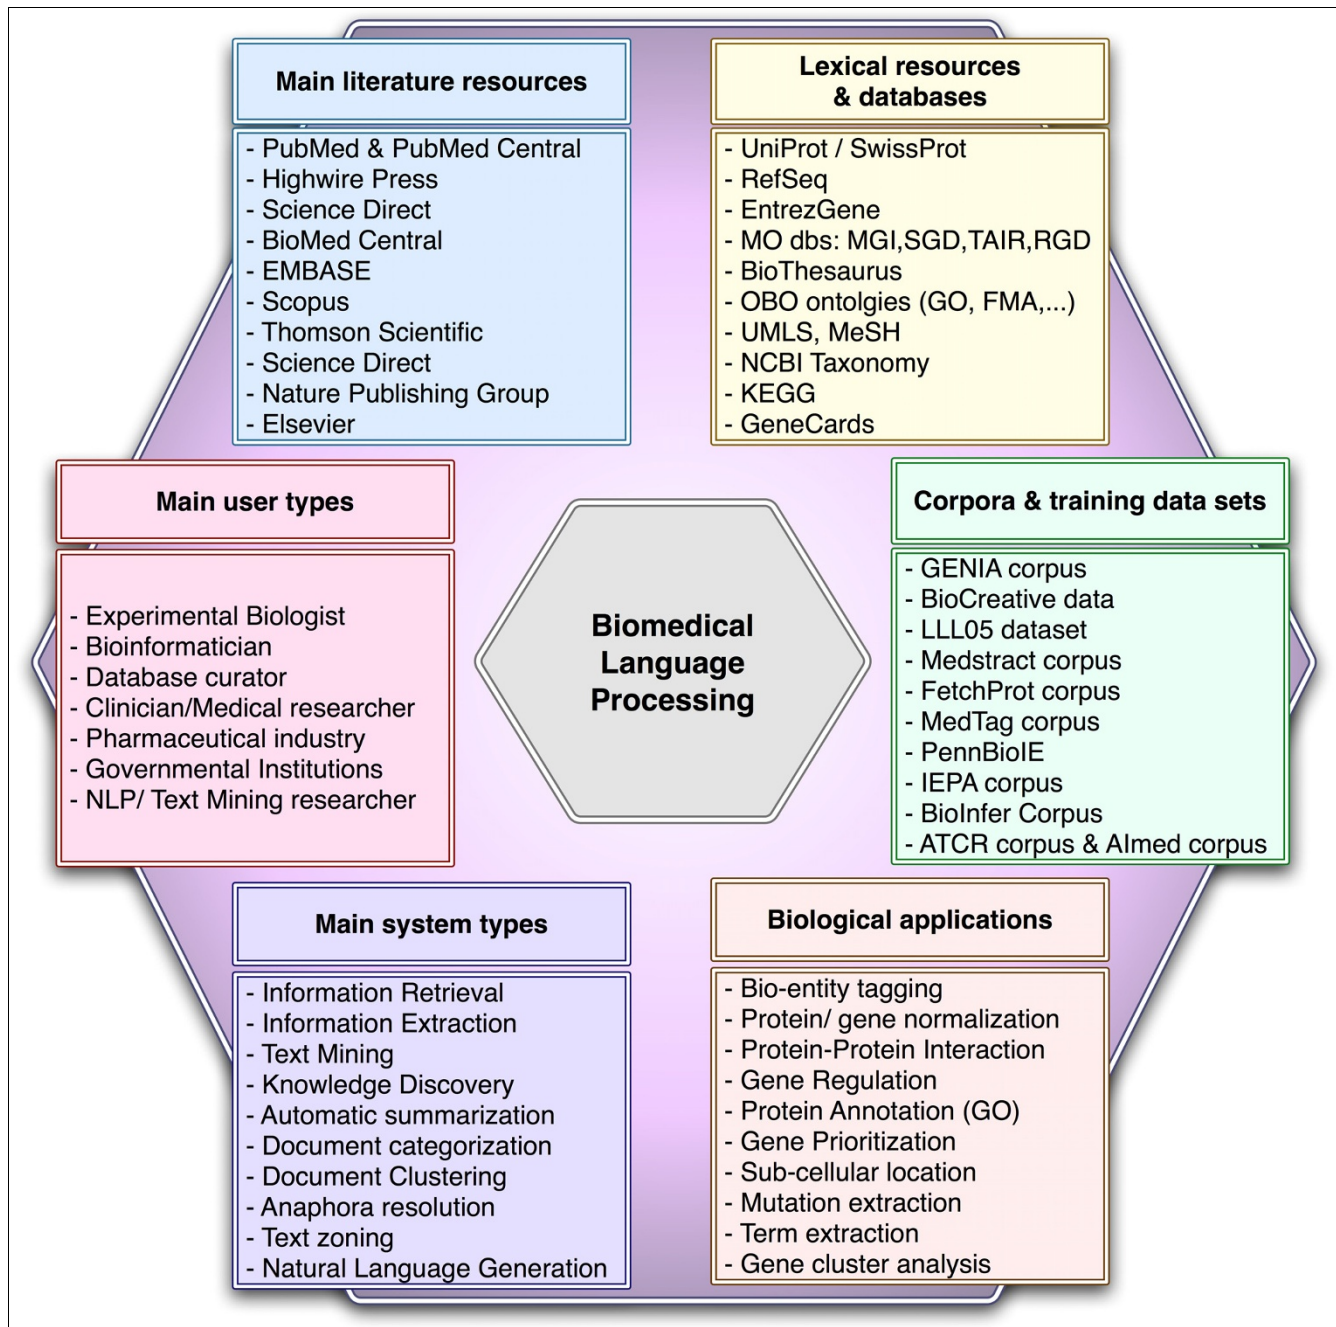 Main literature resources
- PubMed & PubMed Central
- Highwire Press
- Science Direct
- BioMed Central
- EMBASE
- Scopus
- Thomson Scientific
- Science Direct
- Nature Publishing Group
- Elsevier
Lexical resources
& databases
- UniProt / SwissProt
- RefSeq
- EntrezGene
- MO dbs: MGI,SGD,TAIR,RGD
- BioThesaurus
- OBO ontolgies (GO, FMA,...)
- UMLS, MeSH
- NCBI Taxonomy
- KEGG
- GeneCards
Main user types
- Experimental Biologist
- Bioinformatician
- Database curator
- Clinician/Medical researcher
- Pharmaceutical industry
- Governmental Institutions
- NLP/ Text Mining researcher
Biomedical
Language
Processing
Corpora & training data sets
- GENIA corpus
- BioCreative data
- LLL05 dataset
- Medstract corpus
- FetchProt corpus
- MedTag corpus
- PennBioIE
- IEPA corpus
- BioInfer Corpus
- ATCR corpus & AImed corpus
Main system types
- Information Retrieval
- Information Extraction
- Text Mining
- Knowledge Discovery
- Automatic summarization
- Document categorization
- Document Clustering
- Anaphora resolution
- Text zoning
- Natural Language Generation
Biological applications
- Bio-entity tagging
- Protein/ gene normalization
- Protein-Protein Interaction
- Gene Regulation
- Protein Annotation (GO)
- Gene Prioritization
- Sub-cellular location
- Mutation extraction
- Term extraction
- Gene cluster analysis